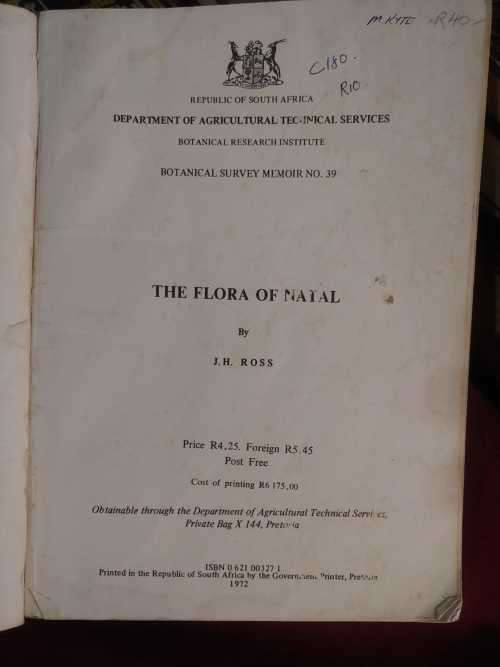 M. KYTE R40-
C180.
R10
REPUBLIC OF SOUTH AFRICA
DEPARTMENT OF AGRICULTURAL TECHNICAL SERVICES
BOTANICAL RESEARCH INSTITUTE
BOTANICAL SURVEY MEMOIR NO. 39
THE FLORA OF NATAL
By
J.H. ROSS
Price R4,25. Foreign R5.45
Post Free
Cost of printing R6 175,00
Obtainable through the Department of Agricultural Technical Services,
Private Bag X 144, Pretoria
ISBN 0 621 00327 1
Printed in the Republic of South Africa by the Government Printer, Pretoria
1972